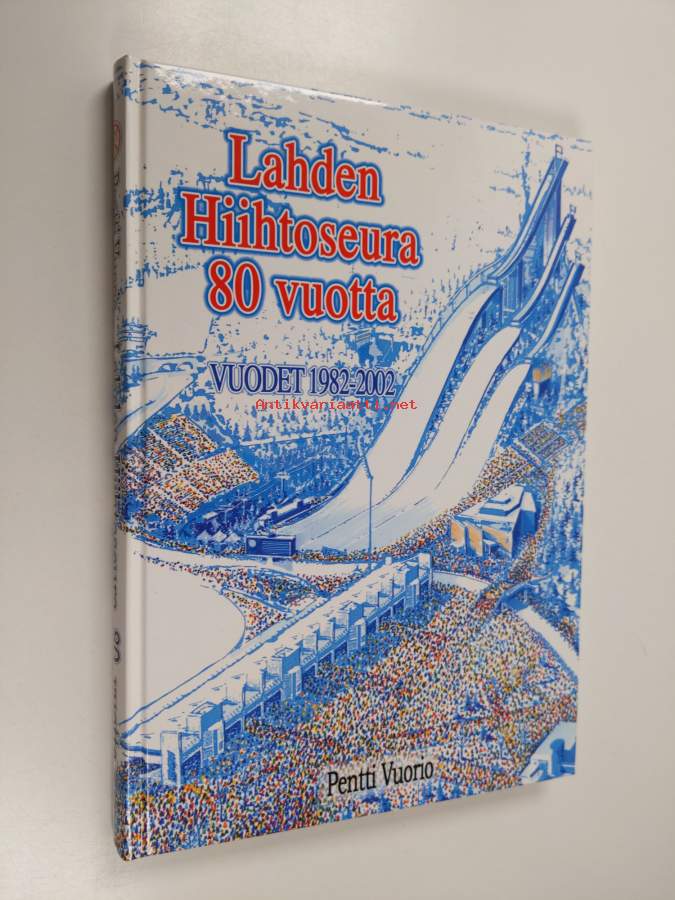 Lahden
Hiihtoseura
80 vuotta
VUODET 1982-2002
Antikvariaatti.net
Pentti Vuorio